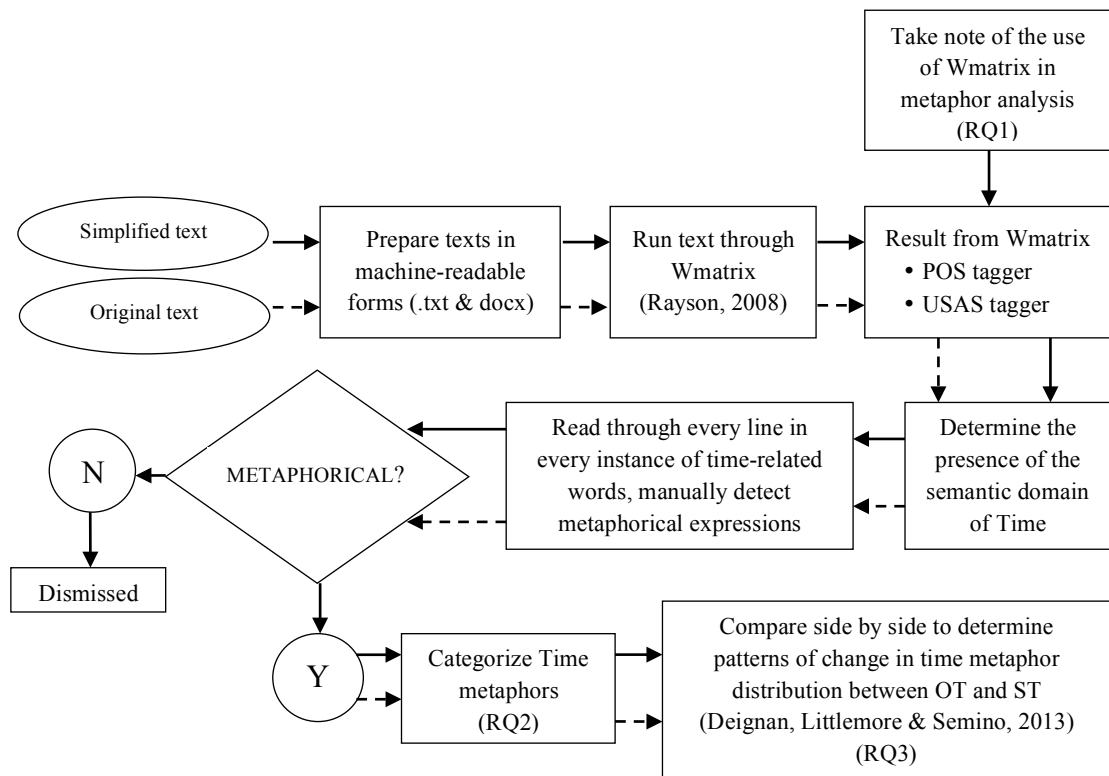 Take note of the use
of Wmatrix in
metaphor analysis
(RQ1)
Simplified text
Original text
Prepare texts in
machine-readable
forms (.txt & docx)
Run text through
Wmatrix
(Rayson, 2008)
Result from Wmatrix
• POS tagger
• USAS tagger
Determine the
presence of the
semantic domain
of Time
Read through every line in
every instance of time-related
words, manually detect
metaphorical expressions
METAPHORICAL?
N
Dismissed
Y
Categorize Time
metaphors
(RQ2)
Compare side by side to determine
patterns of change in time metaphor
distribution between OT and ST
(Deignan, Littlemore & Semino, 2013)
(RQ3)